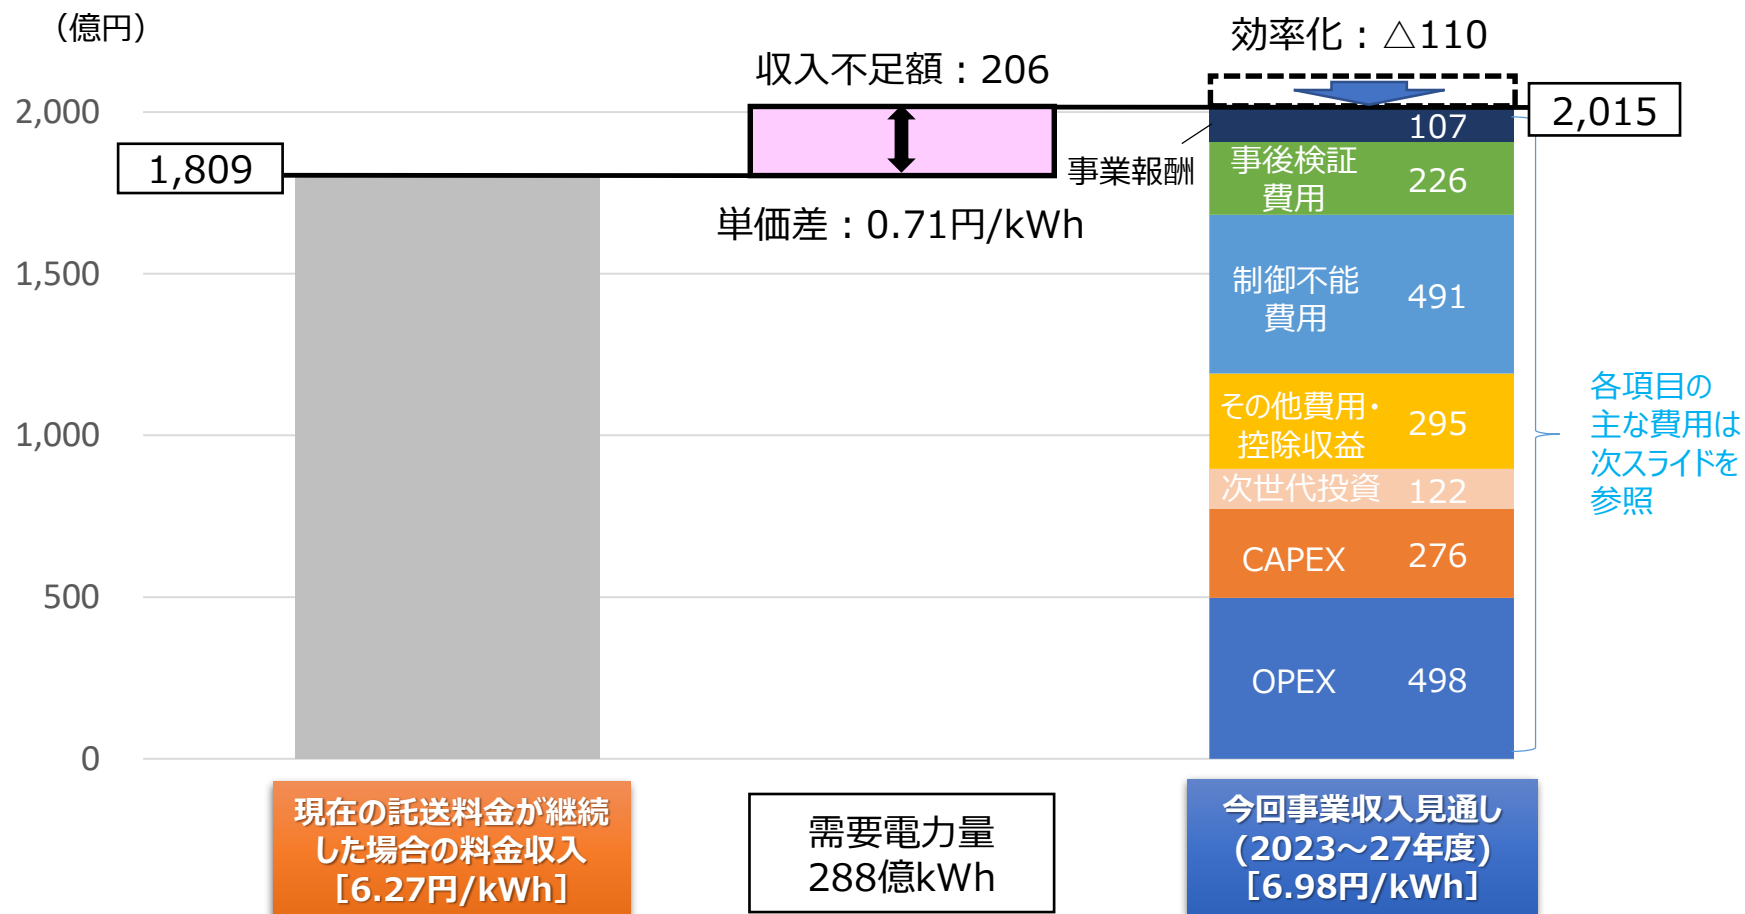 （億円）
効率化：△110
収入不足額：206
2,000
2,015
107
1,809
事業報酬
事後検証
費用
226
単価差：0.71円/kWh
1,500
制御不能
費用
491
その他費用・
控除収益
295
各項目の
主な費用は
次スライドを
参照
1,000
次世代投資
122
CAPEX
276
500
OPEX
498
0
現在の託送料金が継続
した場合の料金収入
［6.27円/kWh］
需要電力量
288億kWh
今回事業収入見通し
(2023～27年度)
［6.98円/kWh］